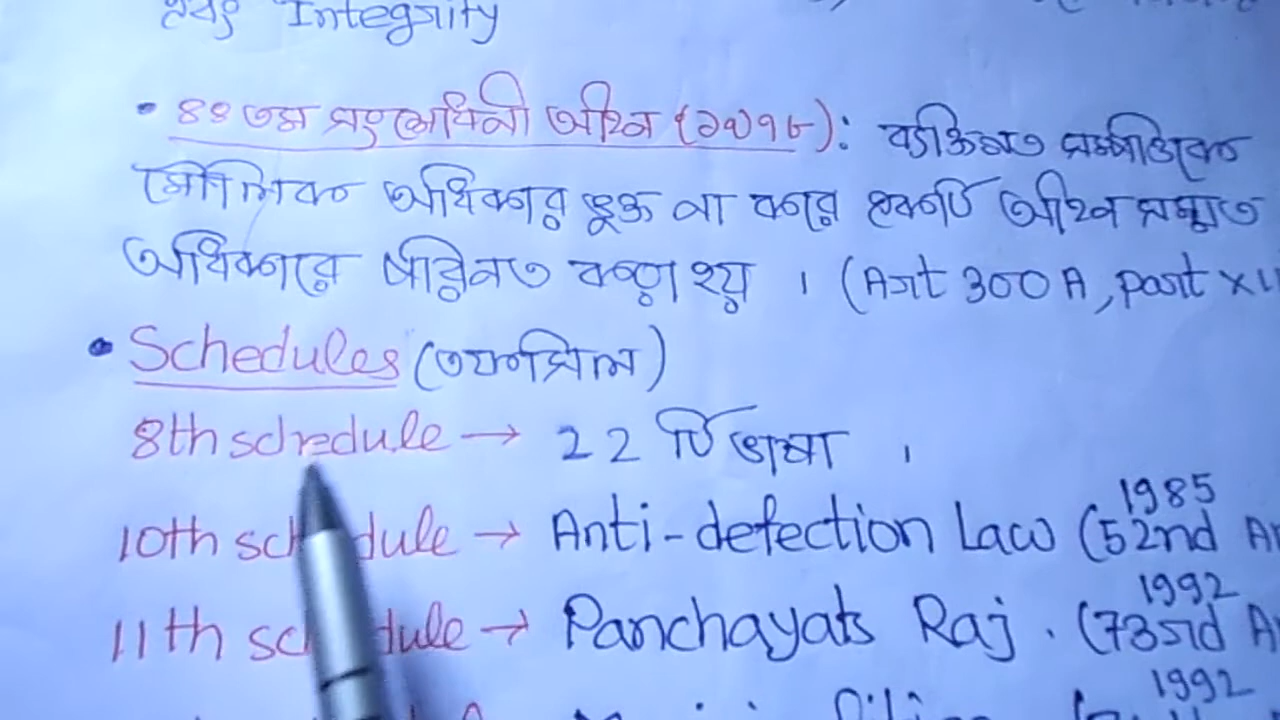 এবং Integrity
• ৪৪ তম সংশোধিনী আইন (১৯৭৮): ব্যক্তিগত সম্পত্তিকে
মৌলিক অধিকার ভুক্ত না করে একটি আইন সম্মত
অধিকারে পরিনত করা হয় । (Art 300 A, part XI
• Schedules (তফসিল)
8th schedule → 22 টি ভাষা ।
10th schedule → Anti-defection Law (52nd A
1985
11th schedule → Panchayats Raj . (73rd A
1992
1992